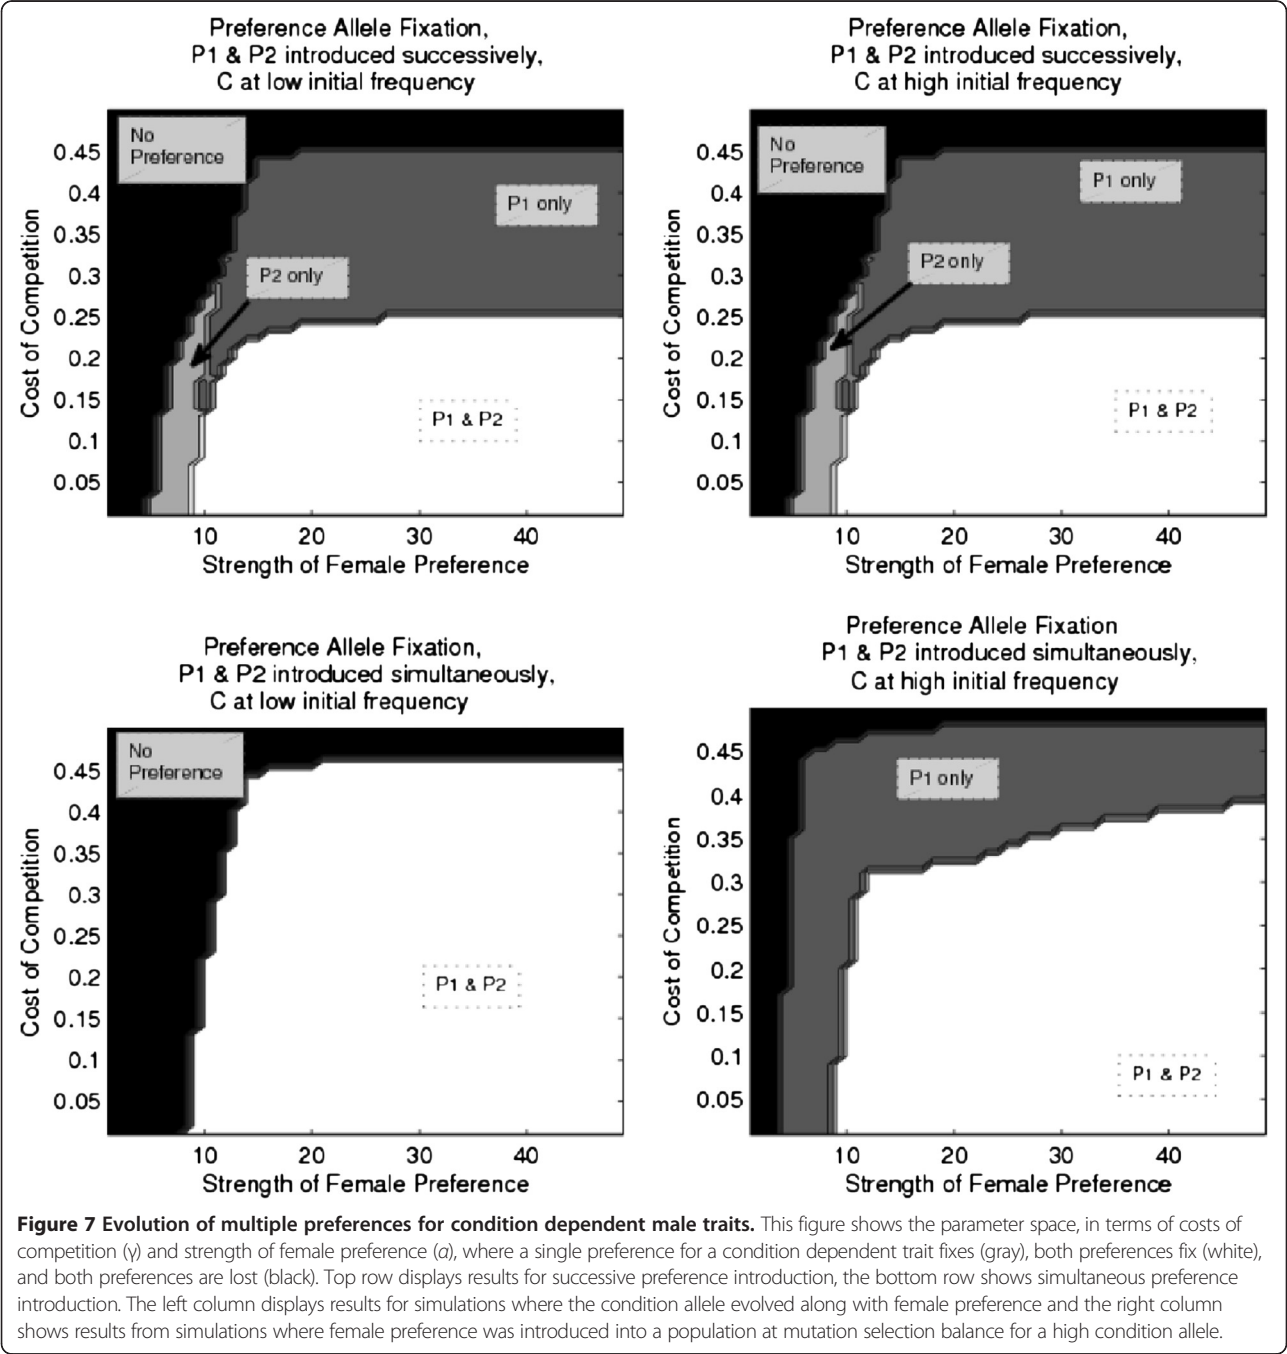 Preference Allele Fixation,
P1 & P2 introduced successively,
C at low initial frequency
No
Preference
P1 only
P2 only
P1 & P2
0.45
0.4
0.35
0.3
0.25
0.2
0.15
0.1
0.05
Cost of Competition
10 20 30 40
Strength of Female Preference
Preference Allele Fixation,
P1 & P2 introduced successively,
C at high initial frequency
No
Preference
P1 only
P2 only
P1 & P2
0.45
0.4
0.35
0.3
0.25
0.2
0.15
0.1
0.05
Cost of Competition
10 20 30 40
Strength of Female Preference
Preference Allele Fixation,
P1 & P2 introduced simultaneously,
C at low initial frequency
No
Preference
P1 & P2
0.45
0.4
0.35
0.3
0.25
0.2
0.15
0.1
0.05
Cost of Competition
10 20 30 40
Strength of Female Preference
Preference Allele Fixation
P1 & P2 introduced simultaneously,
C at high initial frequency
P1 only
P1 & P2
0.45
0.4
0.35
0.3
0.25
0.2
0.15
0.1
0.05
Cost of Competition
10 20 30 40
Strength of Female Preference
Figure 7 Evolution of multiple preferences for condition dependent male traits. This figure shows the parameter space, in terms of costs of
competition (γ) and strength of female preference (α), where a single preference for a condition dependent trait fixes (gray), both preferences fix (white),
and both preferences are lost (black). Top row displays results for successive preference introduction, the bottom row shows simultaneous preference
introduction. The left column displays results for simulations where the condition allele evolved along with female preference and the right column
shows results from simulations where female preference was introduced into a population at mutation selection balance for a high condition allele.